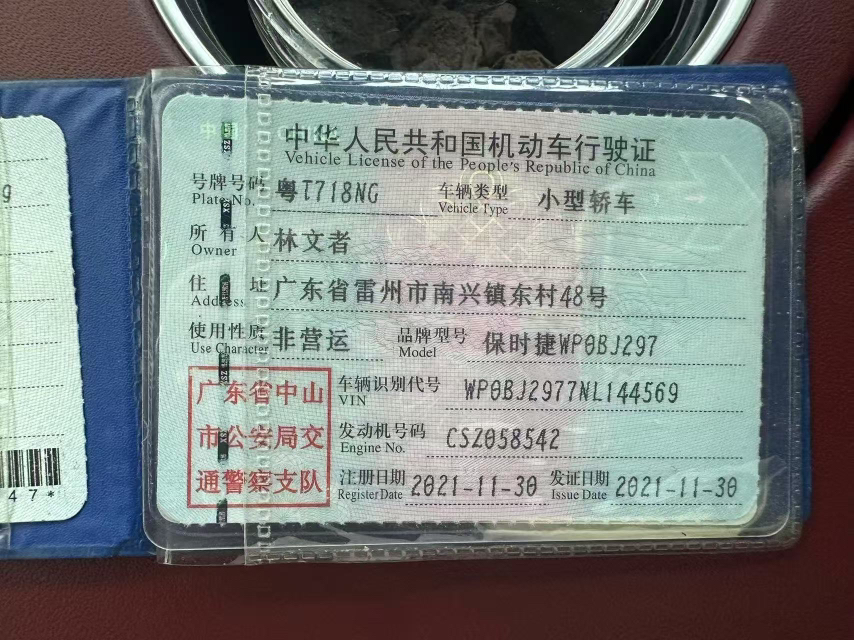 中华人民共和国机动车行驶证
Vehicle License of the People's Republic of China
号牌号码 粤T718NG 车辆类型 小型轿车
Plate No. Vehicle Type
所有人 林文者
Owner
住址 广东省雷州市南兴镇东村48号
Address
使用性质 非营运 品牌型号 保时捷WP0BJ297
Use Character Model
广东省中山
市公安局交
通警察支队
车辆识别代号 WP0BJ2977NL144569
VIN
发动机号码 CSZ058542
Engine No.
注册日期 2021-11-30 发证日期 2021-11-30
Register Date Issue Date
9
47*